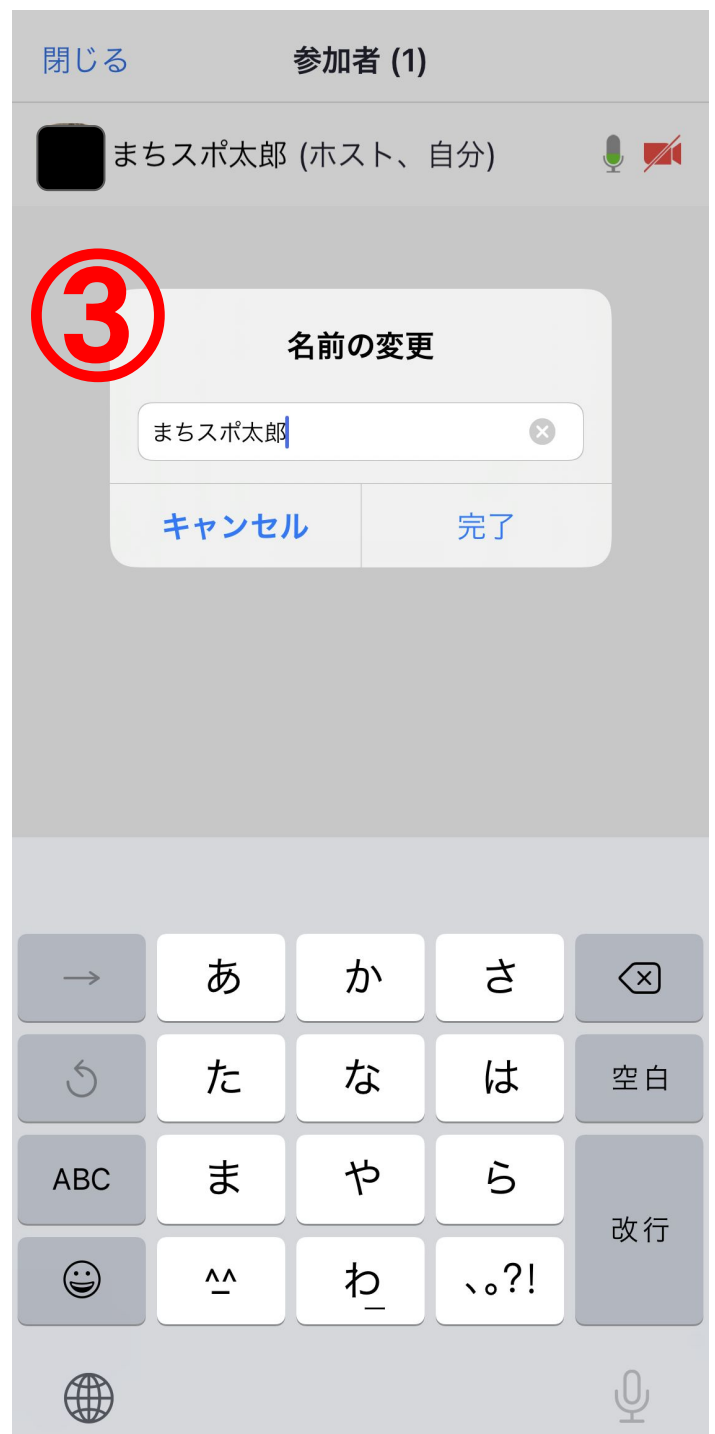 閉じる 参加者 (1)
まちスポ太郎 (ホスト、自分)
③
名前の変更
まちスポ太郎
キャンセル 完了
→ あ か さ
た な は 空白
ABC ま や ら
改行
^^ わ 、。?!